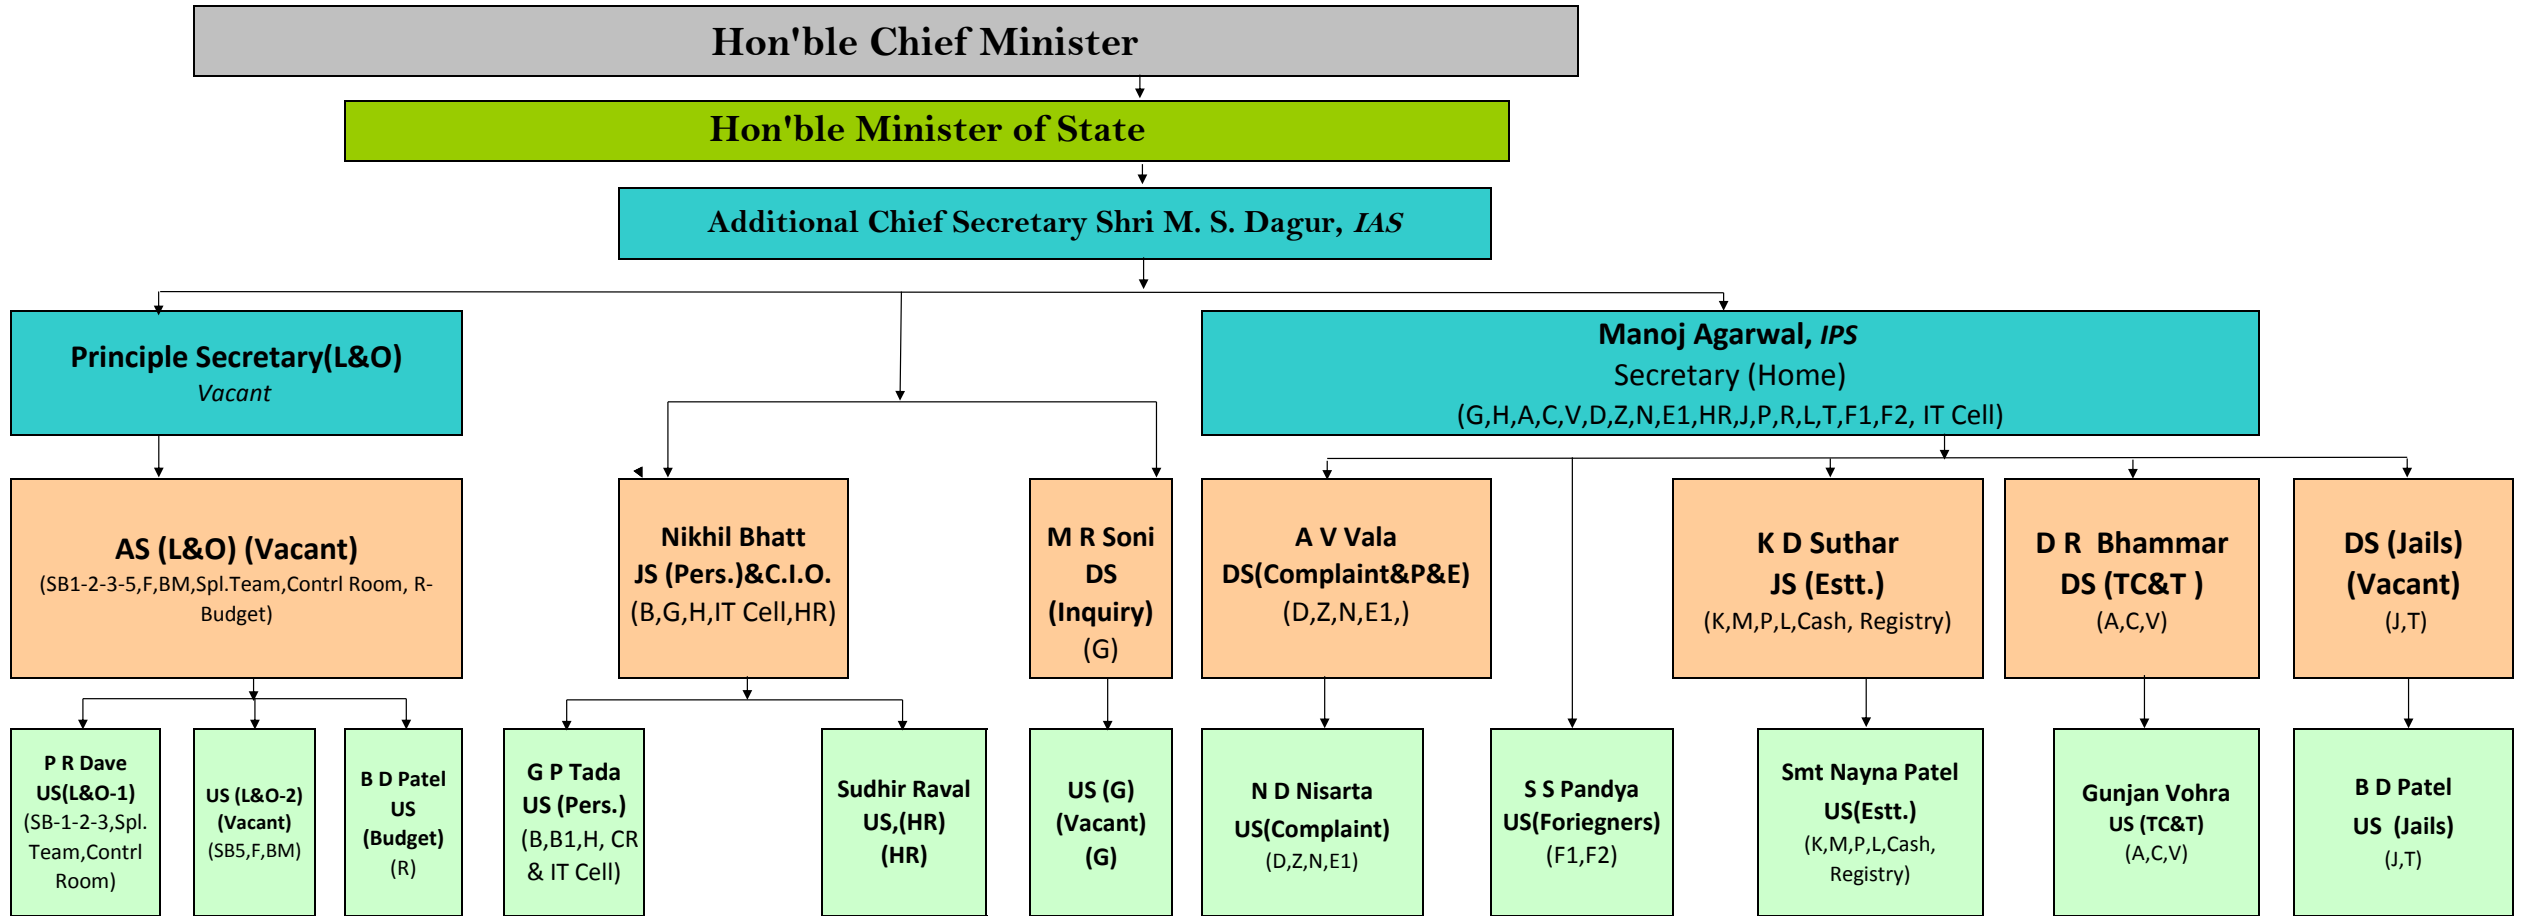 Hon'ble Chief Minister
Hon'ble Minister of State
Additional Chief Secretary Shri M. S. Dagur, IAS
Principle Secretary(L&O)
Vacant
Manoj Agarwal, IPS
Secretary (Home)
(G,H,A,C,V,D,Z,N,E1,HR,J,P,R,L,T,F1,F2, IT Cell)
AS (L&O) (Vacant)
(SB1-2-3-5,F,BM,Spl.Team,Contrl Room, R-
Budget)
Nikhil Bhatt
JS (Pers.)&C.I.O.
(B,G,H,IT Cell,HR)
M R Soni
DS
(Inquiry)
(G)
A V Vala
DS(Complaint&P&E)
(D,Z,N,E1,)
K D Suthar
JS (Estt.)
(K,M,P,L,Cash, Registry)
D R  Bhammar
DS (TC&T )
(A,C,V)
DS (Jails)
(Vacant)
(J,T)
P R Dave
US(L&O-1)
(SB-1-2-3,Spl.
Team,Contrl
Room)
US (L&O-2)
(Vacant)
(SB5,F,BM)
B D Patel
US
(Budget)
(R)
G P Tada
US (Pers.)
(B,B1,H, CR
& IT Cell)
Sudhir Raval
US,(HR)
(HR)
US (G)
(Vacant)
(G)
N D Nisarta
US(Complaint)
(D,Z,N,E1)
S S Pandya
US(Foriegners)
(F1,F2)
Smt Nayna Patel
US(Estt.)
(K,M,P,L,Cash,
Registry)
Gunjan Vohra
US (TC&T)
(A,C,V)
B D Patel
US  (Jails)
(J,T)